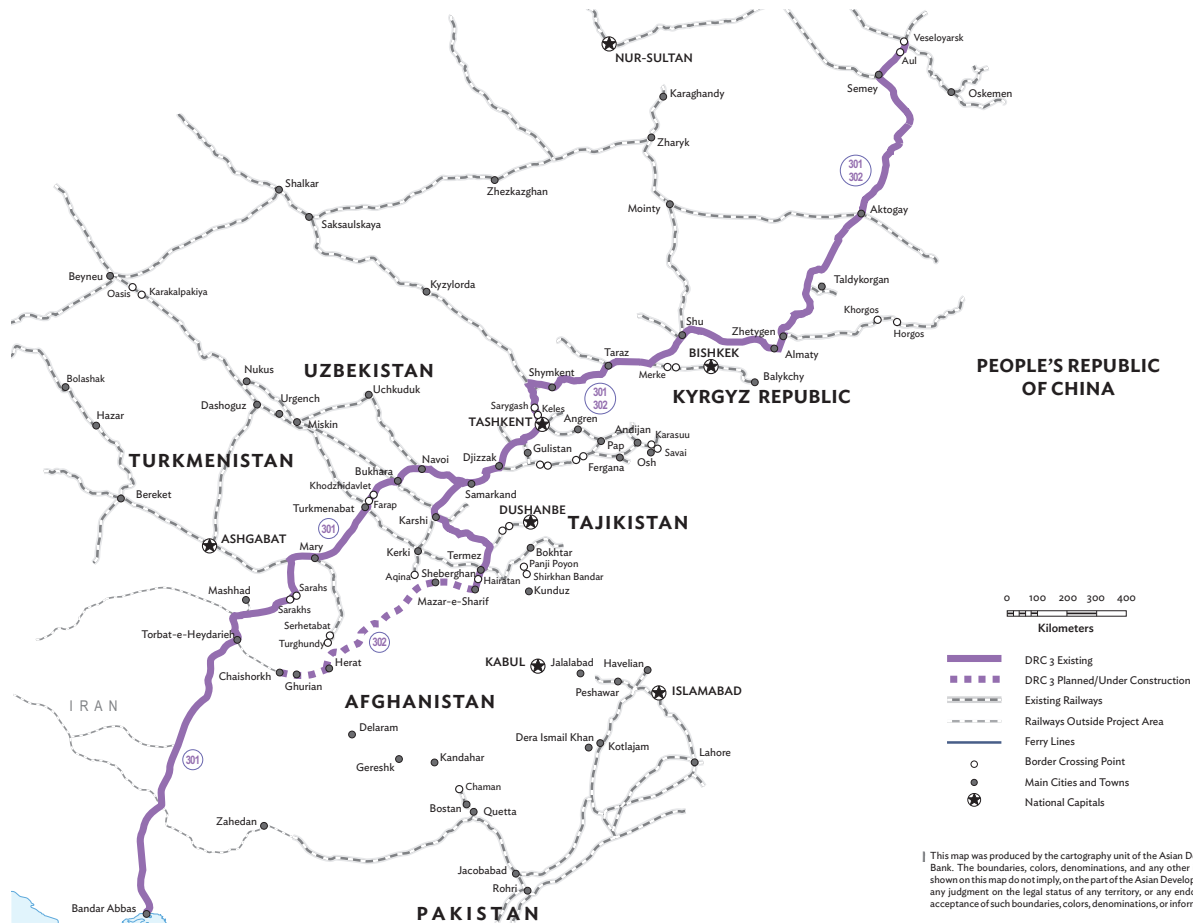 Veseloyarsk
Aul
NUR-SULTAN
Semey
Oskemen
Karaghandy
Zharyk
301
302
Shalkar
Zhezkazghan
Mointy
Aktogay
Saksaulskaya
Beyneu
Oasis
Karakalpakiya
Kyzylorda
Taldykorgan
Khorgos
Horgos
Shu
Zhetygen
Almaty
Taraz
BISHKEK
Merke
Balykchy
PEOPLE'S REPUBLIC
OF CHINA
Nukus
UZBEKISTAN
Uchkuduk
Shymkent
301
302
KYRGYZ REPUBLIC
Bolashak
Urgench
Dashoguz
Miskin
Hazar
Sarygash
Keles
TASHKENT
Angren
Andijan
Karasuu
Savai
Pap
Osh
Fergana
Gulistan
TURKMENISTAN
Djizzak
Navoi
Bukhara
Khodzhidavlet
Samarkand
Bereket
Turkmenabat
Farap
Karshi
DUSHANBE
TAJIKISTAN
301
ASHGABAT
Mary
Kerki
Termez
Bokhtar
Panji Poyon
Aqina
Sheberghan
Hairatan
Shirkhan Bandar
Mazar-e-Sharif
Kunduz
Mashhad
Sarahs
Sarakhs
Serhetabat
Turghundy
302
Torbat-e-Heydarieh
Chaishorkh
Herat
Ghurian
KABUL
Jalalabad
Havelian
Peshawar
ISLAMABAD
IRAN
AFGHANISTAN
Delaram
Dera Ismail Khan
Kotlajam
Lahore
301
Gereshk
Kandahar
Chaman
Bostan
Quetta
Zahedan
Jacobabad
Rohri
Bandar Abbas
PAKISTAN
0 100 200 300 400
Kilometers
DRC 3 Existing
DRC 3 Planned/Under Construction
Existing Railways
Railways Outside Project Area
Ferry Lines
Border Crossing Point
Main Cities and Towns
National Capitals
This map was produced by the cartography unit of the Asian De
Bank. The boundaries, colors, denominations, and any other
shown on this map do not imply, on the part of the Asian Develop
any judgment on the legal status of any territory, or any endo
acceptance of such boundaries, colors, denominations, or infor